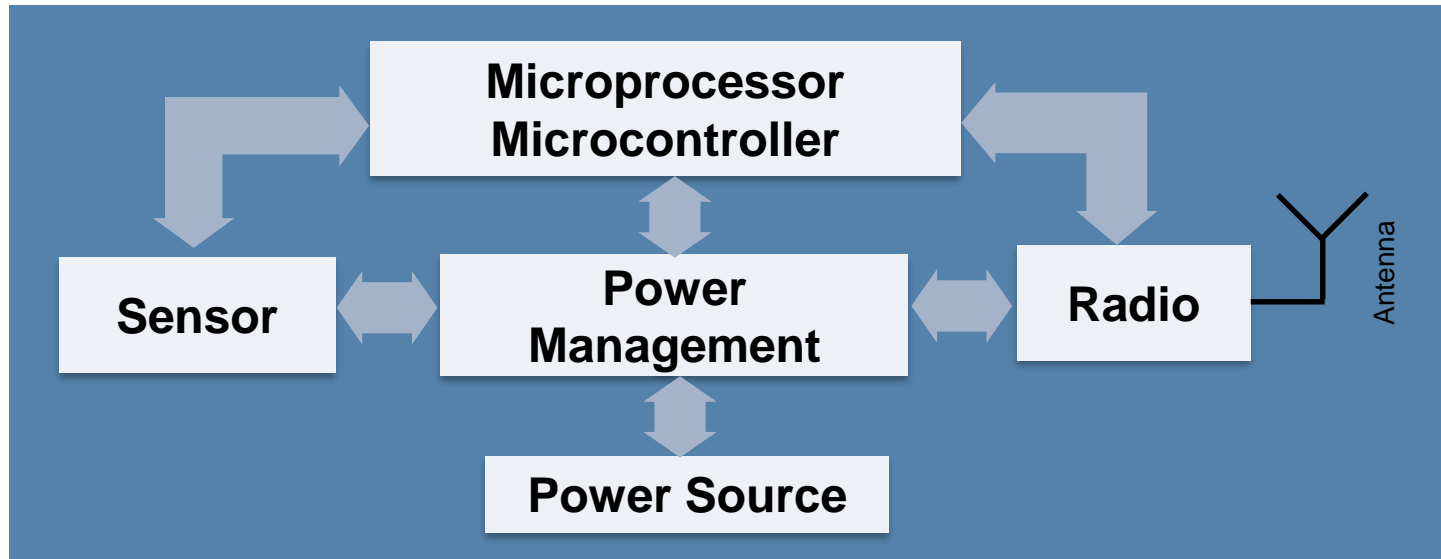 Microprocessor
Microcontroller
Sensor
Power
Management
Radio
Antenna
Power Source